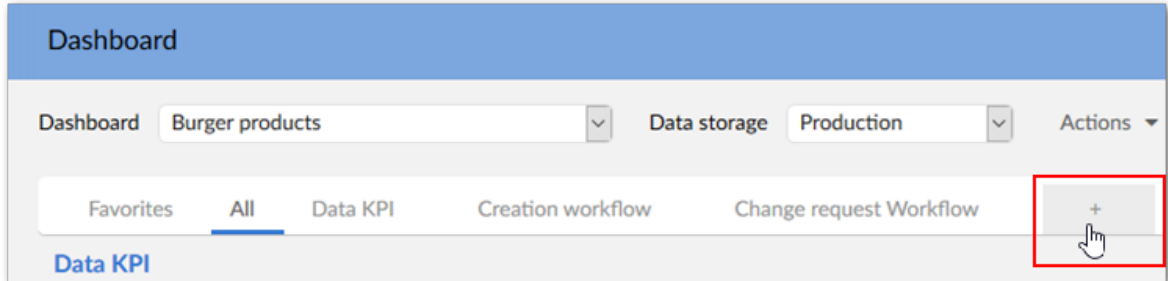 Dashboard
Dashboard Burger products Data storage Production Actions
Favorites All Data KPI Creation workflow Change request Workflow +
Data KPI